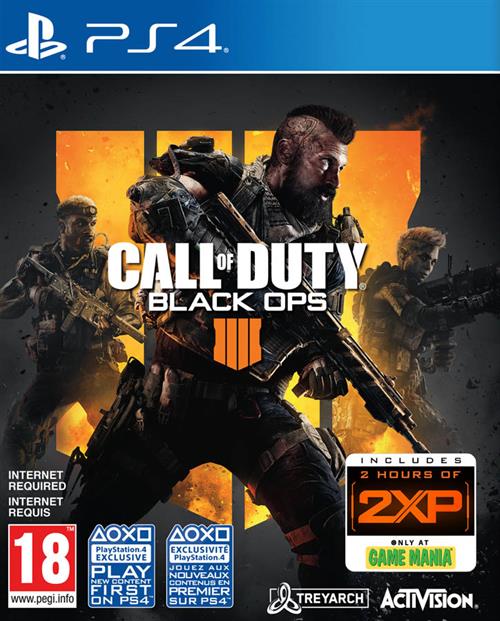 PS4
CALL OF DUTY
BLACK OPS
IIII
INTERNET
REQUIRED
INTERNET
REQUIS
18
www.pegi.info
PlayStation.4
EXCLUSIVE
PLAY
NEW CONTENT
FIRST
ON PS4
EXCLUSIVITÉ
PlayStation.4
JOUEZ AUX
NOUVEAUX
CONTENUS EN
PREMIER
SUR PS4
INCLUDES
2 HOURS OF
2XP
ONLY AT
GAME MANIA
TREYARCH
ACTIVISION